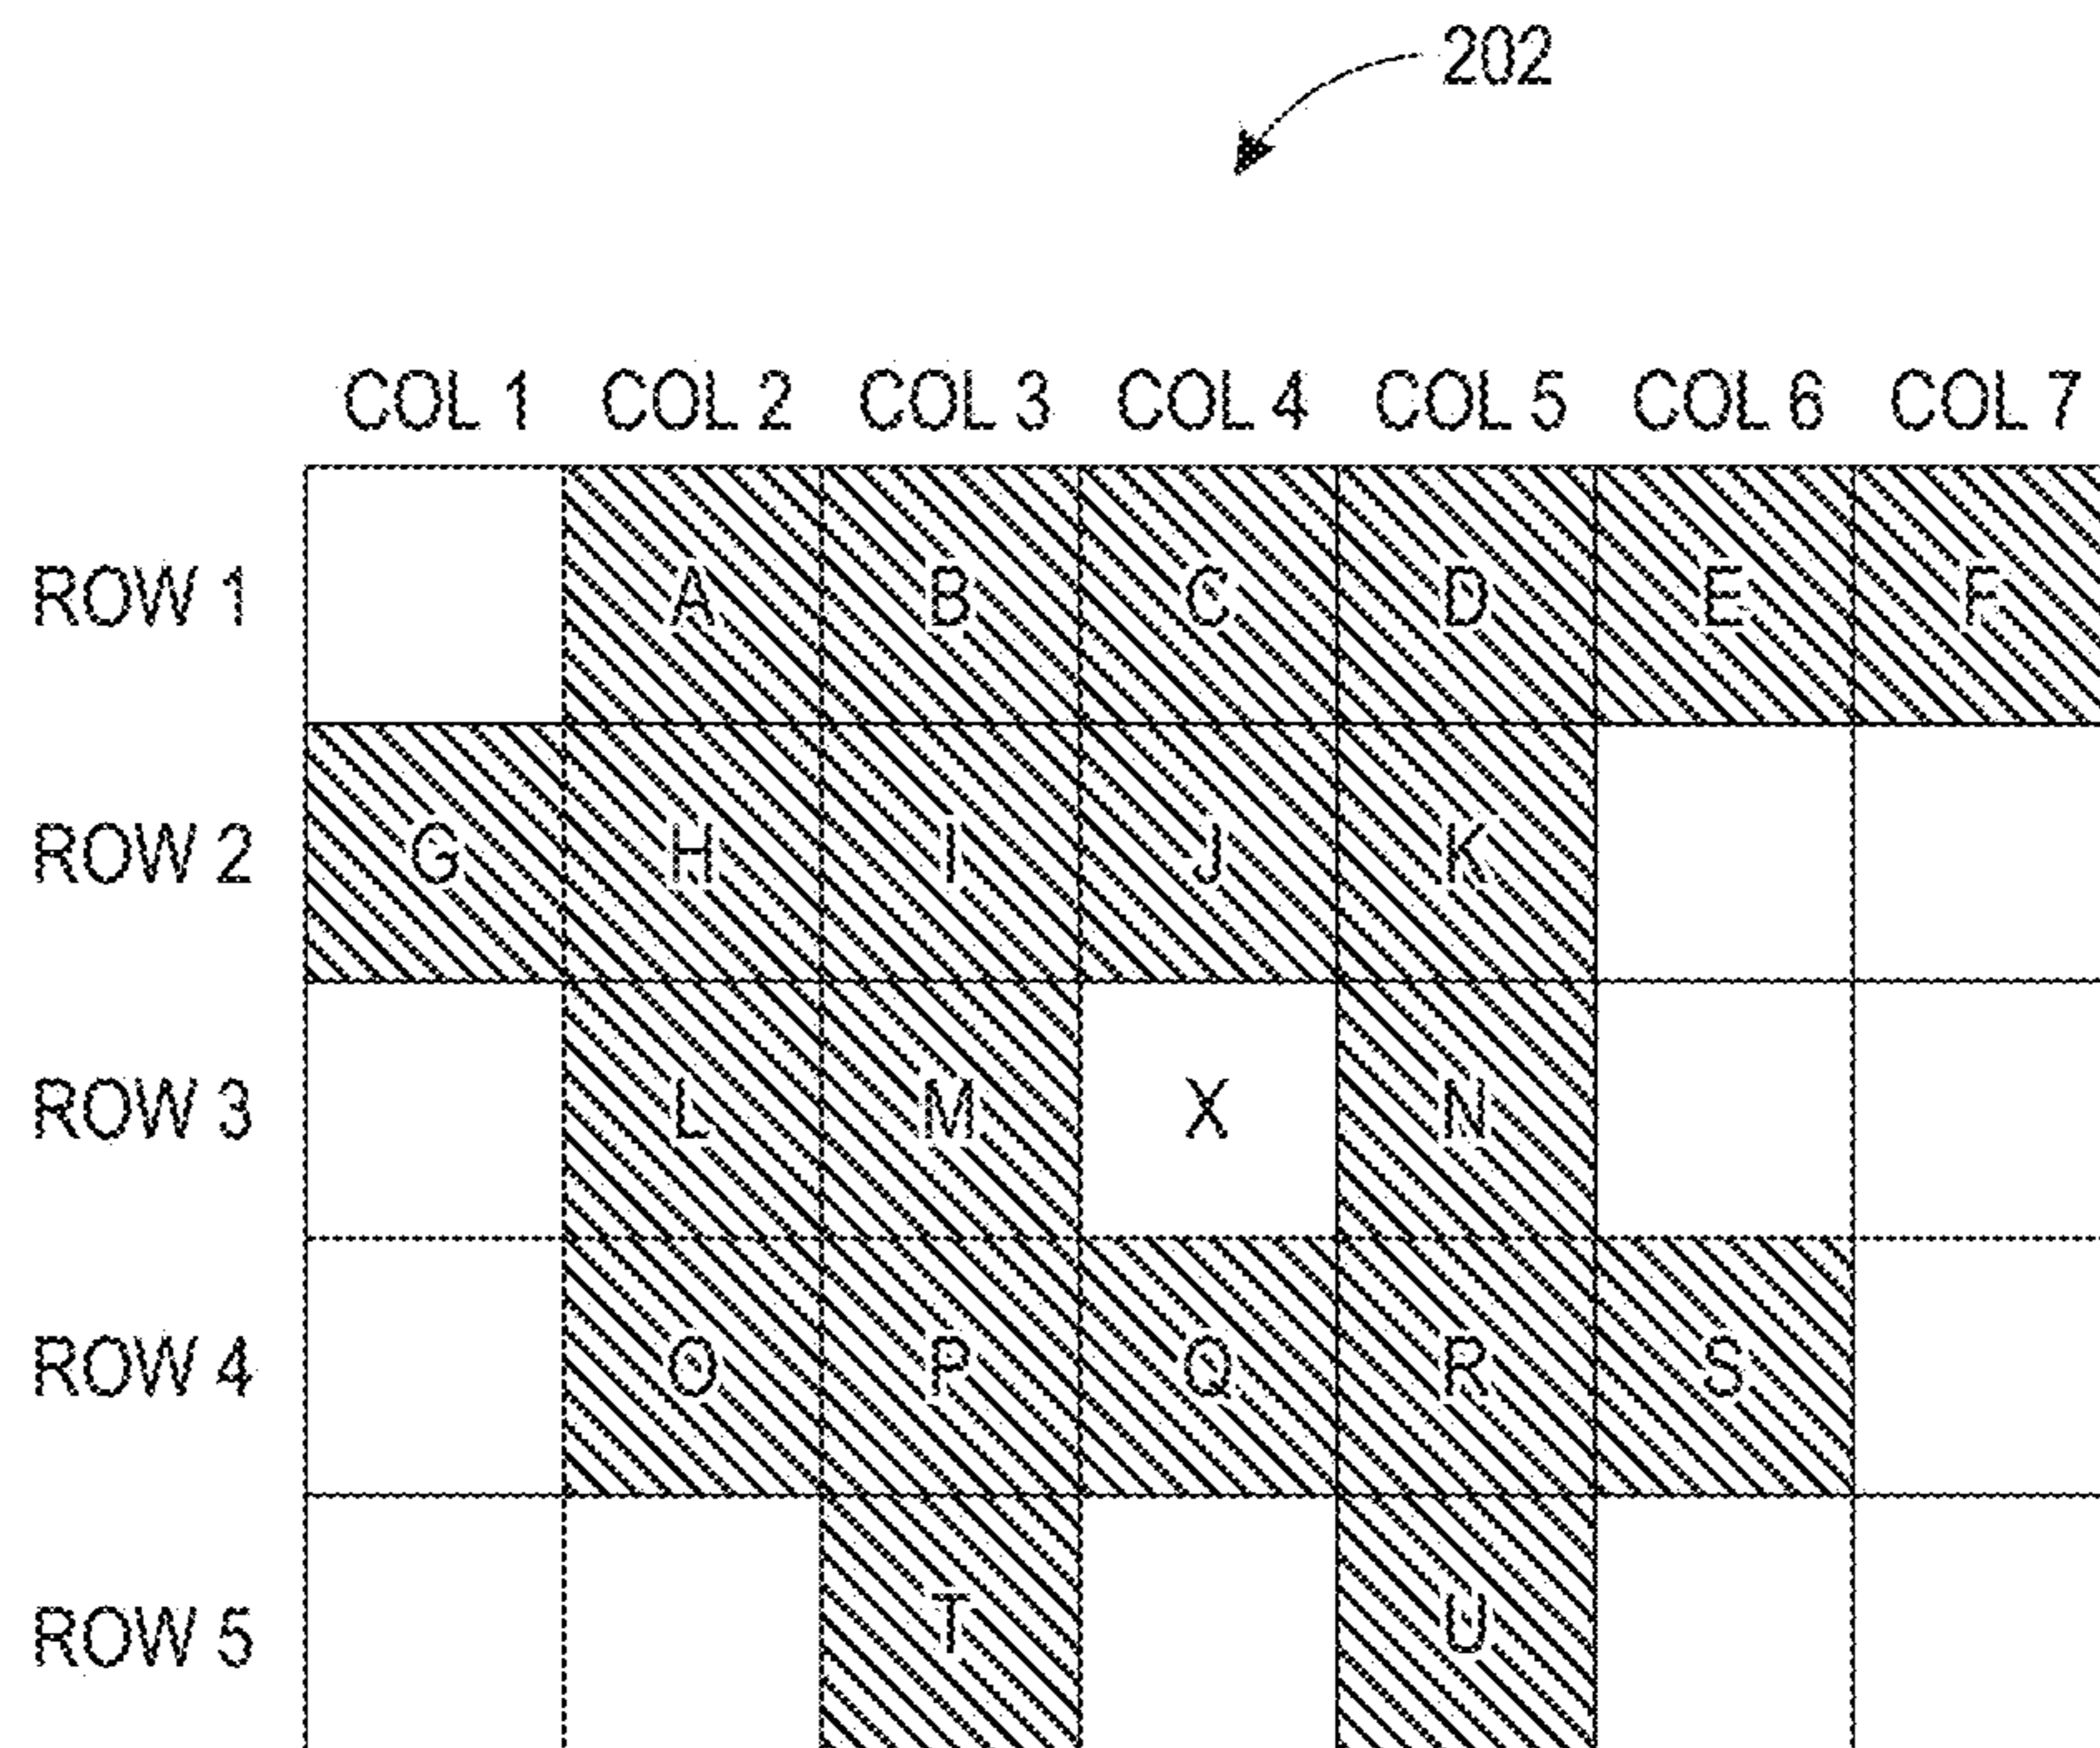 202
COL 1 COL 2 COL 3 COL 4 COL 5 COL 6 COL 7
ROW 1 A B C D E F
ROW 2 G H I J K
ROW 3 L M X N
ROW 4 O P Q R S
ROW 5 T U